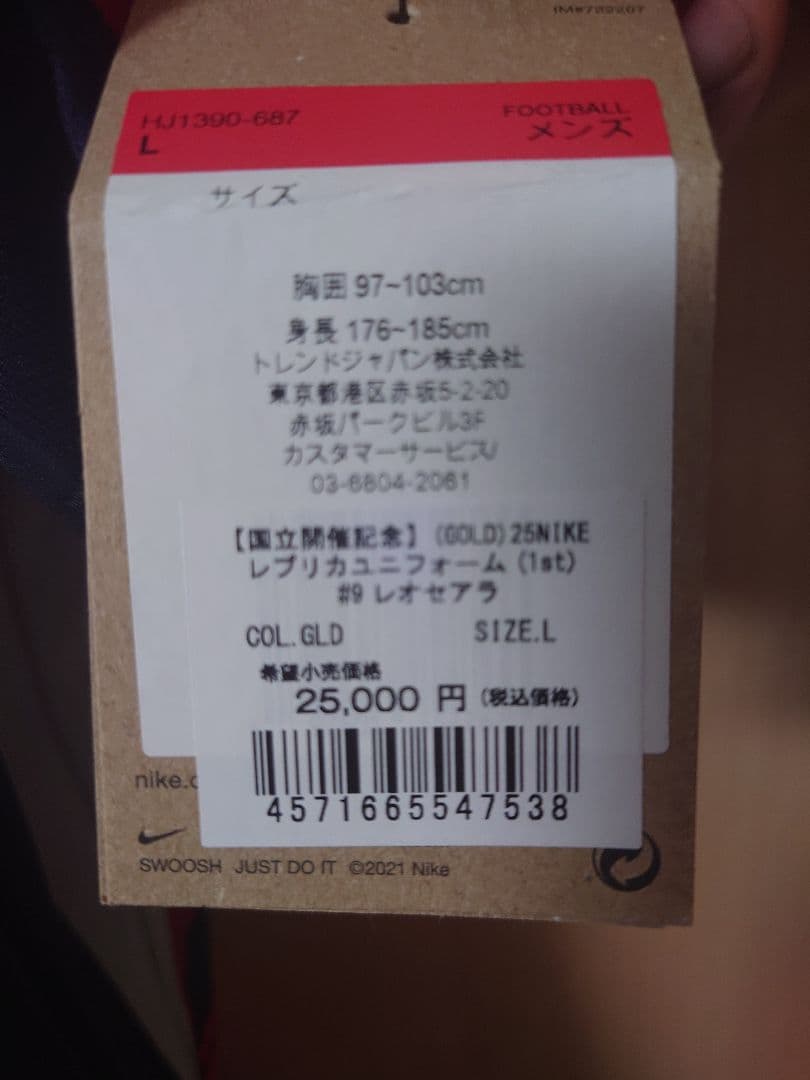 HJ1390-687
FOOTBALL
L
メンズ
サイズ
胸囲 97~103cm
身長 176~185cm
トレンドジャパン株式会社
東京都港区赤坂5-2-20
赤坂パークビル3F
カスタマーサービス/
03-6804-2061
【国立開催記念】(GOLD)25NIKE
レプリカユニフォーム(1st)
#9 レオセアラ
COL.GLD SIZE.L
希望小売価格
25,000 円 (税込価格)
4571665547538
nike.c
SWOOSH JUST DO IT ©2021 Nike